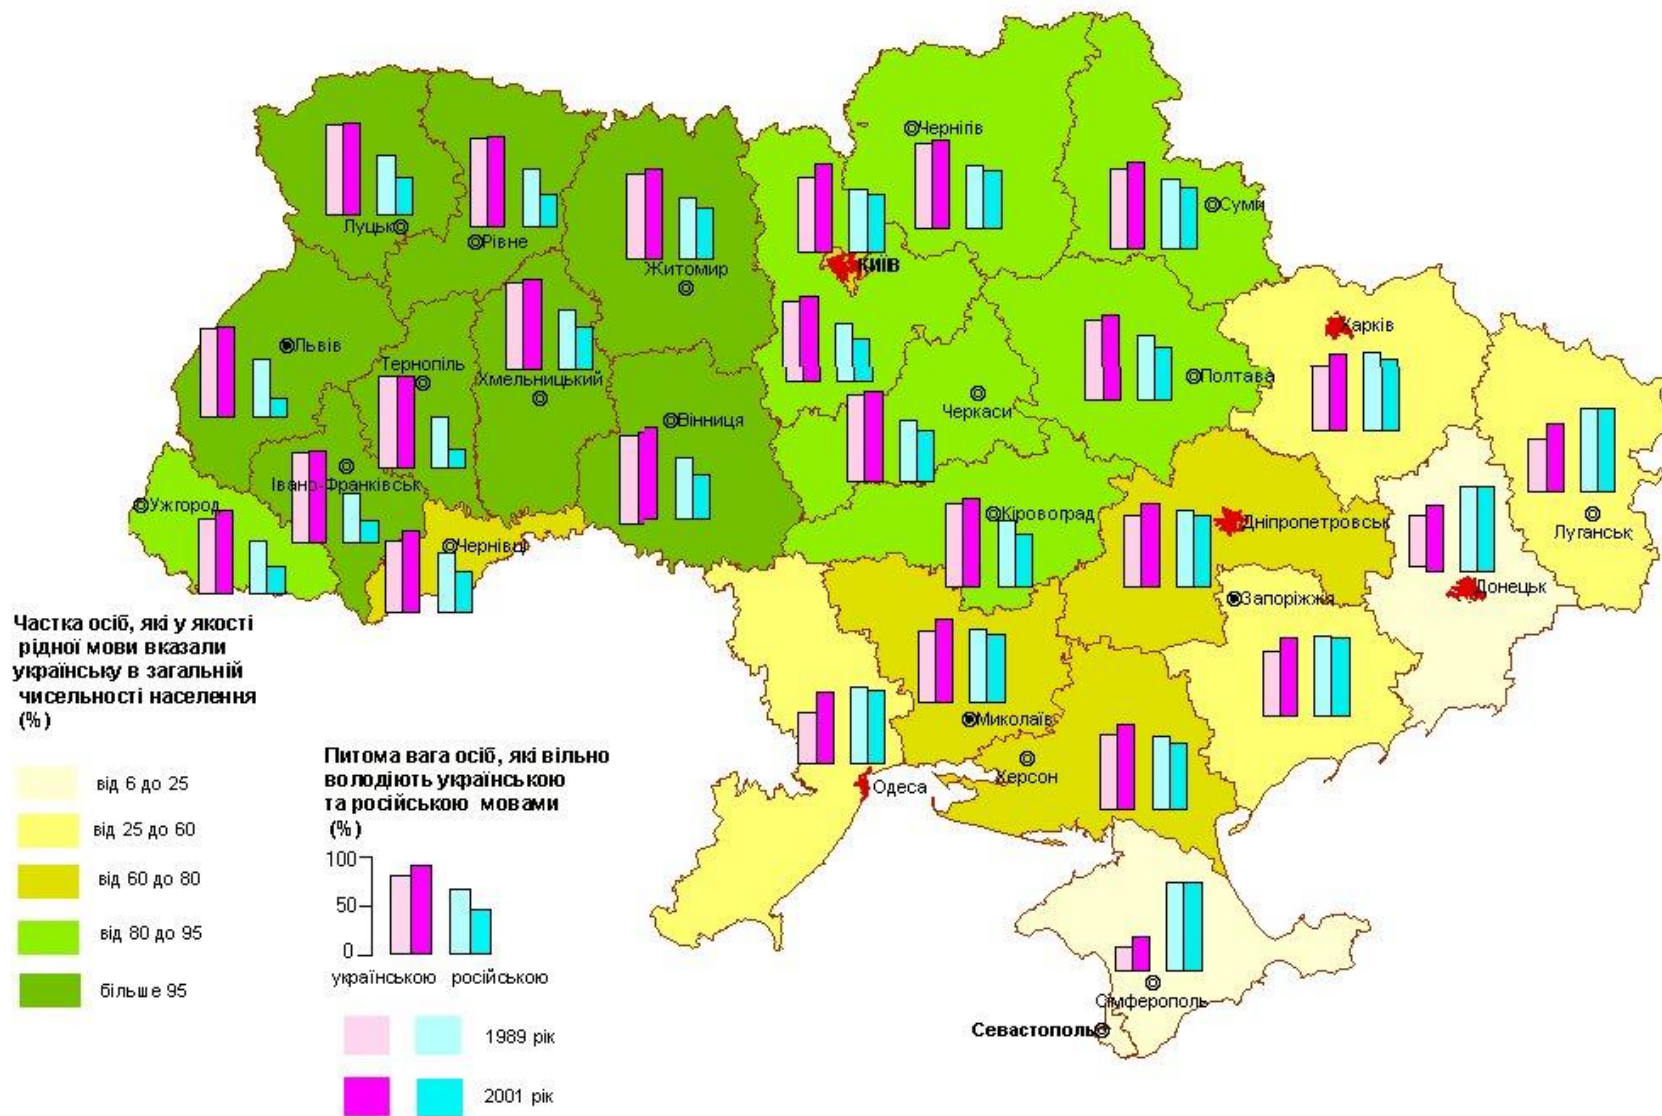 Чернігів
Суми
Луцьк
Рівне
Житомир
КИЇВ
Харків
Львів
Тернопіль
Хмельницький
Полтава
Черкаси
Вінниця
Івано-Франківськ
Ужгород
Кіровоград
Дніпропетровськ
Луганськ
Чернівці
Донецьк
Запоріжжя
Миколаїв
Херсон
Одеса
Сімферополь
Севастополь
Частка осіб, які у якості
рідної мови вказали
українську в загальній
чисельності населення
(%)
від 6 до 25
від 25 до 60
від 60 до 80
від 80 до 95
більше 95
Питома вага осіб, які вільно
володіють українською
та російською мовами
(%)
100
50
0
українською російською
1989 рік
2001 рік